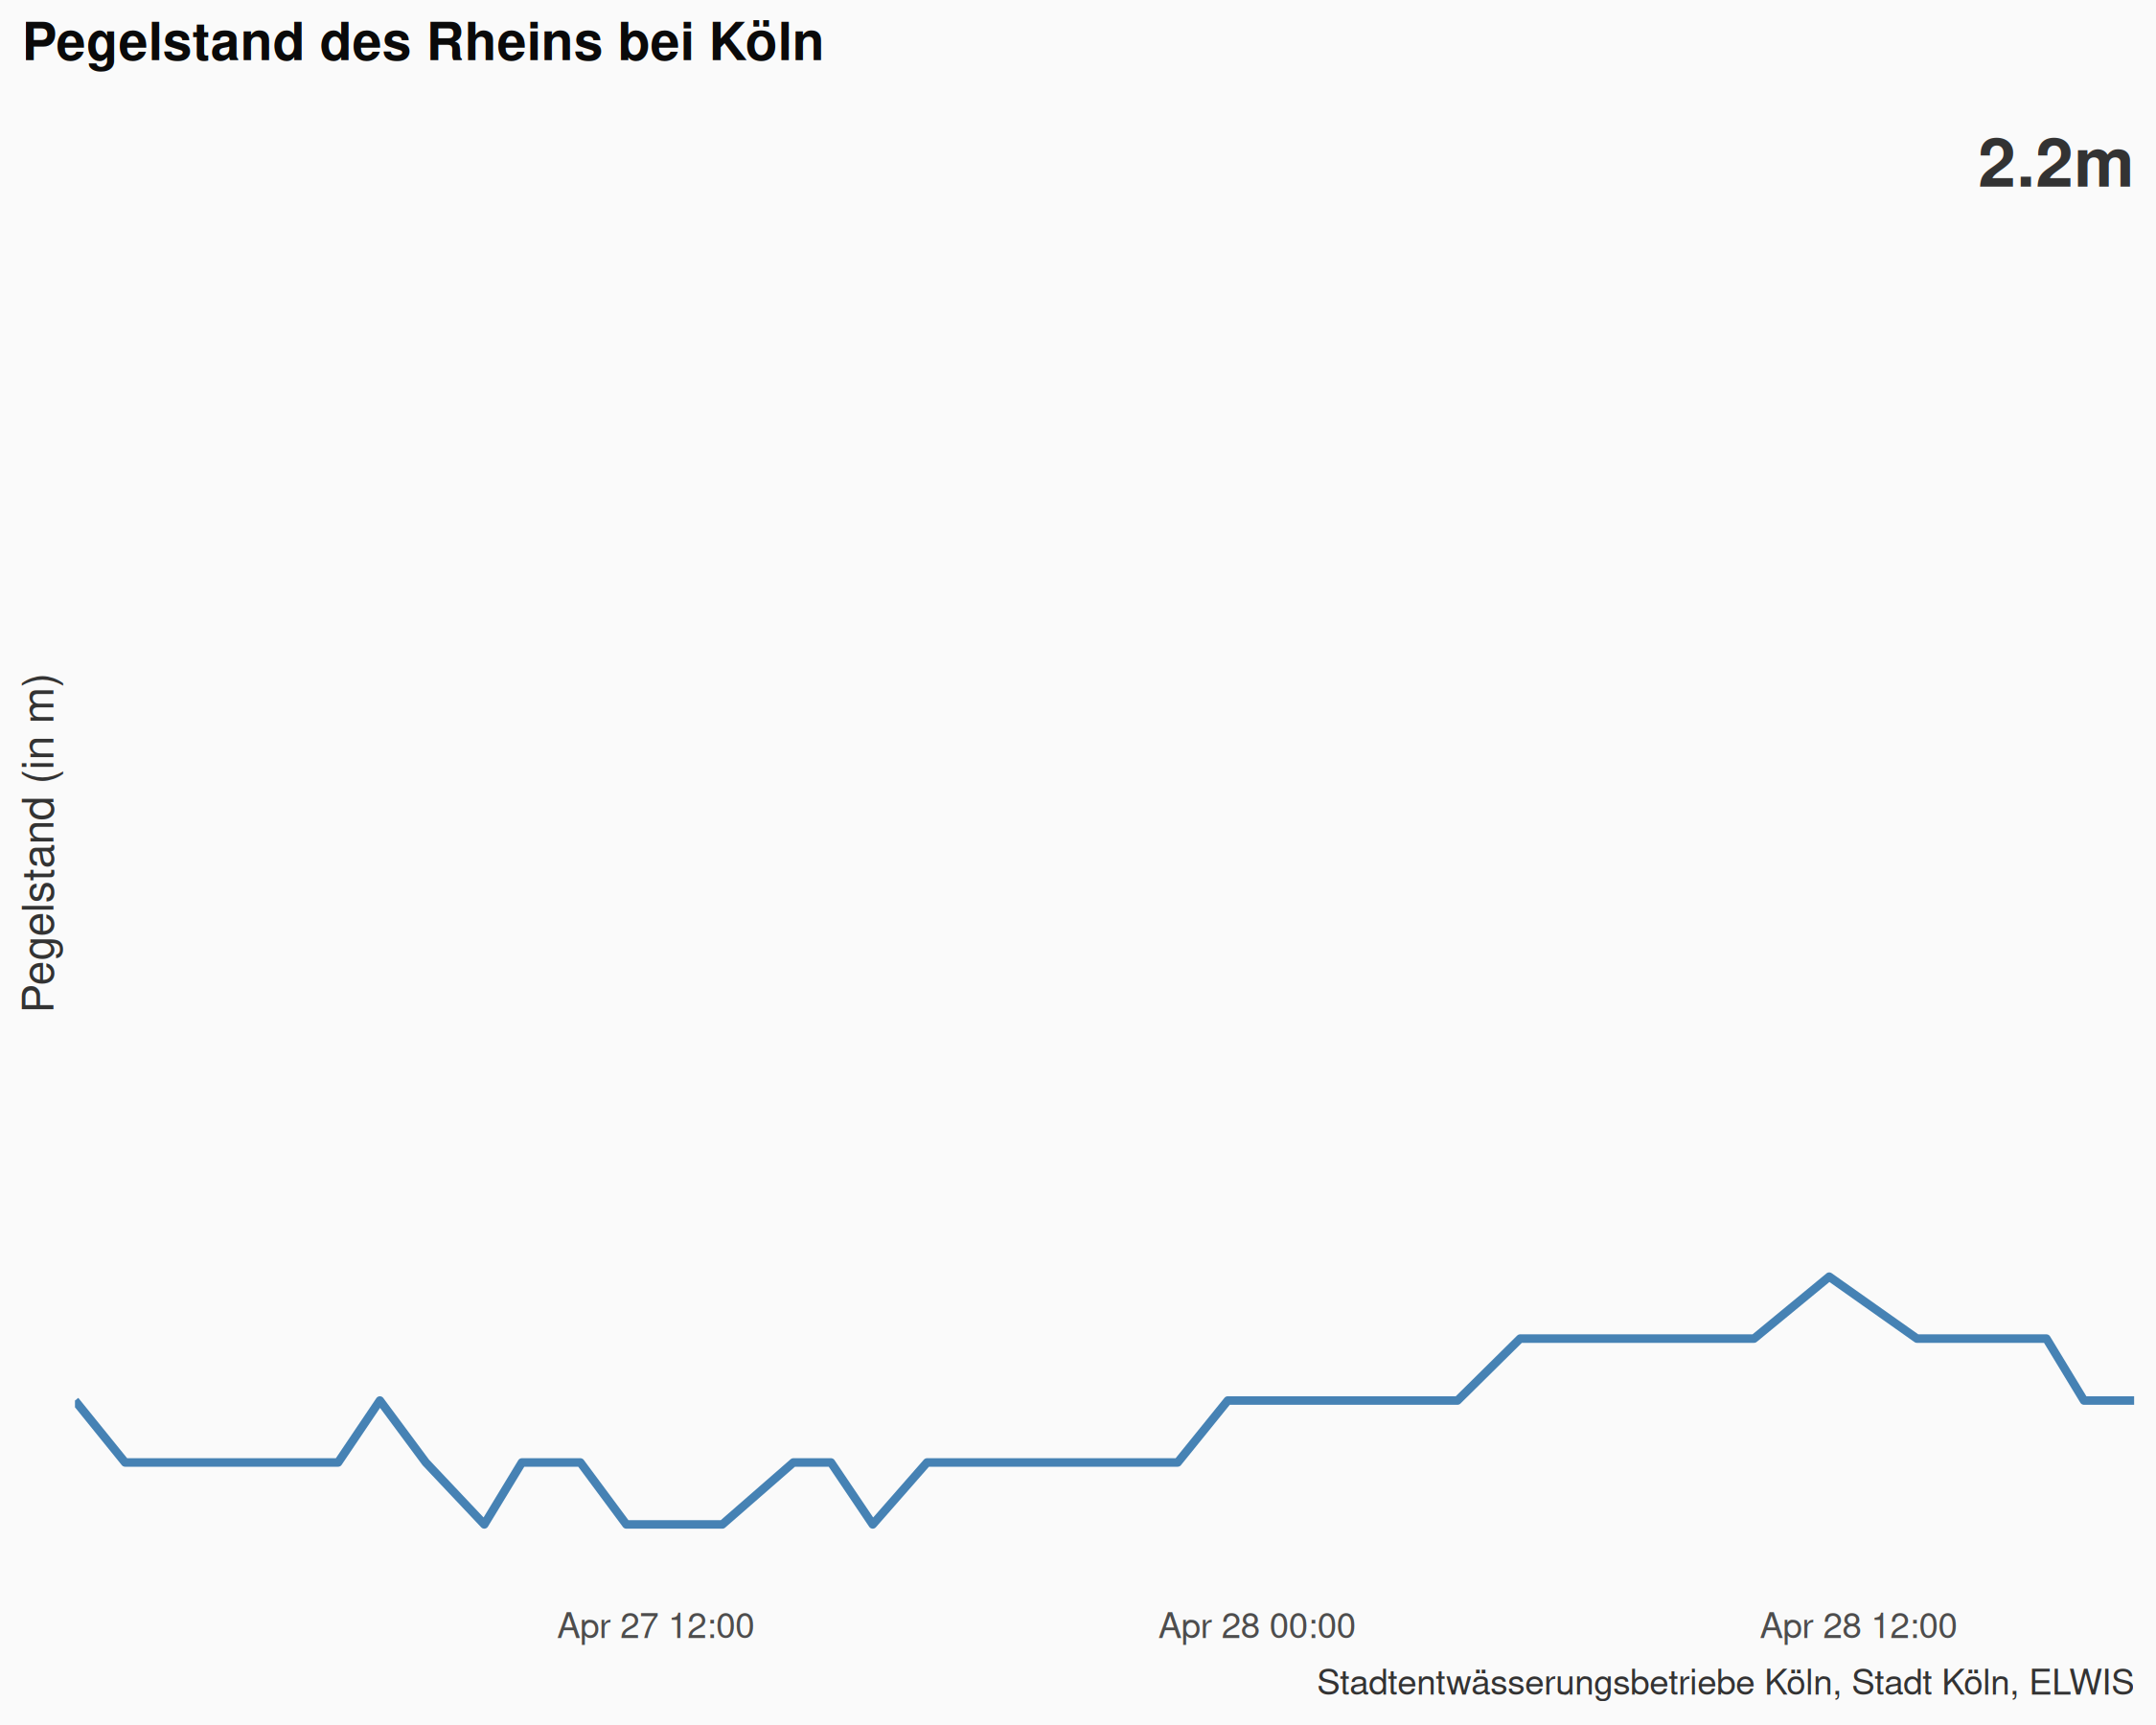 Pegelstand des Rheins bei Köln
2.2m
Pegelstand (in m)
Apr 27 12:00
Apr 28 00:00
Apr 28 12:00
Stadtentwässerungsbetriebe Köln, Stadt Köln, ELWIS